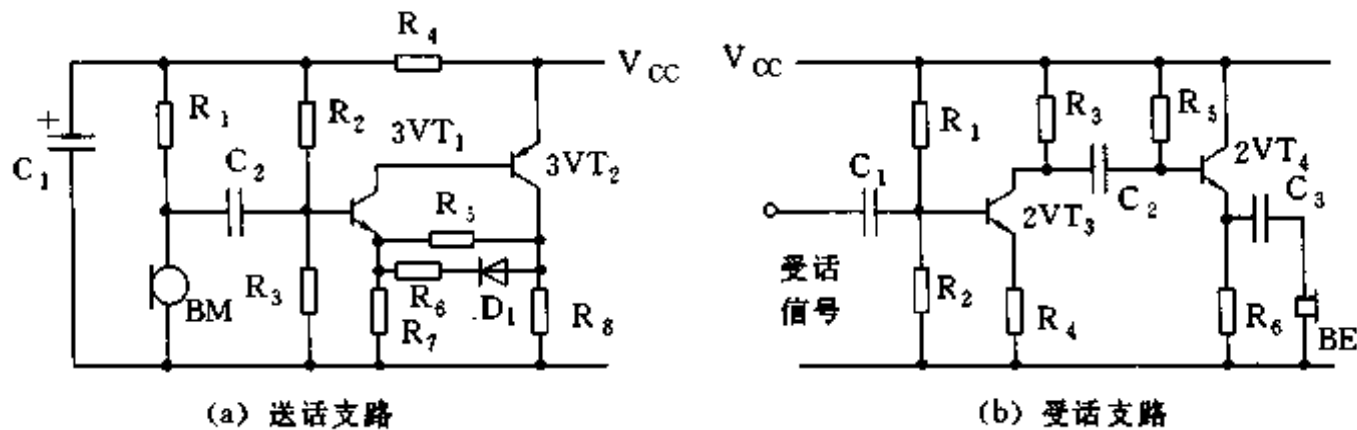 R4
VCC
R1
R2
3VT1
3VT2
+
C1
C2
R5
BM
R3
R6
D1
R7
R8
(a) 送话支路
VCC
R1
R3
R5
2VT4
C1
C2
C3
2VT3
受话
信号
R2
R4
R6
BE
(b) 受话支路